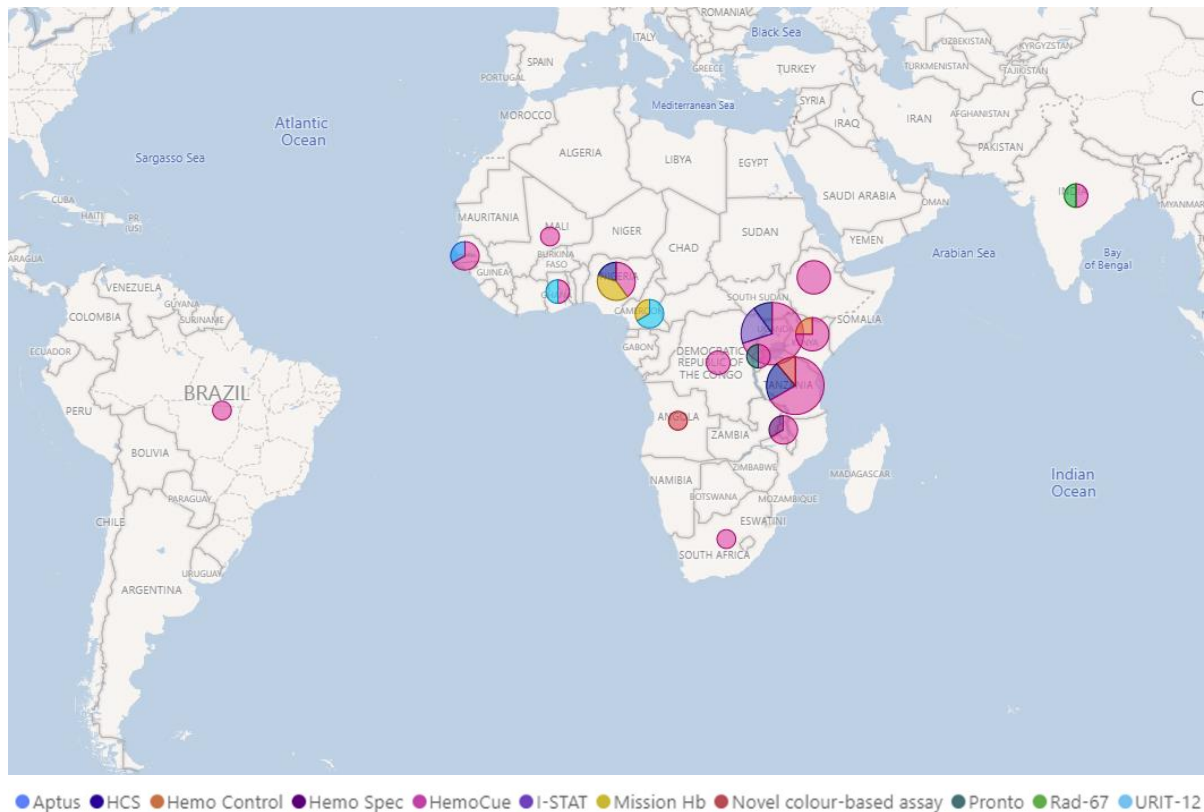 ROMANIA
UZBEKISTAN
KYRGYZSTAN
Black Sea
ITALY
SPAIN
PORTUGAL
GREECE
TURKEY
TURKMENISTAN
TAJIKISTAN
Mediterranean Sea
SYRIA
Atlantic
Ocean
MOROCCO
IRAQ
IRAN
AFGHANISTAN
PAKISTAN
Sargasso Sea
ALGERIA
LIBYA
EGYPT
CUBA
HAITI
PR
(US)
SAUDI ARABIA
OMAN
MYANMAR
MAURITANIA
MALI
NIGER
CHAD
SUDAN
YEMEN
Arabian Sea
Bay
of Bengal
BURKINA
FASO
GUINEA
GUYANA
VENEZUELA
SURINAME
COLOMBIA
SOUTH SUDAN
SOMALIA
CAMEROON
GABON
ECUADOR
DEMOCRATIC
REPUBLIC OF
THE CONGO
TANZANIA
BRAZIL
PERU
ANGOLA
ZAMBIA
BOLIVIA
ZIMBABWE
MADAGASCAR
NAMIBIA
Indian
Ocean
BOTSWANA
MOZAMBIQUE
PARAGUAY
CHILE
ESWATINI
SOUTH AFRICA
URUGUAY
ARGENTINA
Aptus HCS Hemo Control Hemo Spec HemoCue I-STAT Mission Hb Novel colour-based assay Pronto Rad-67 UBIT-12